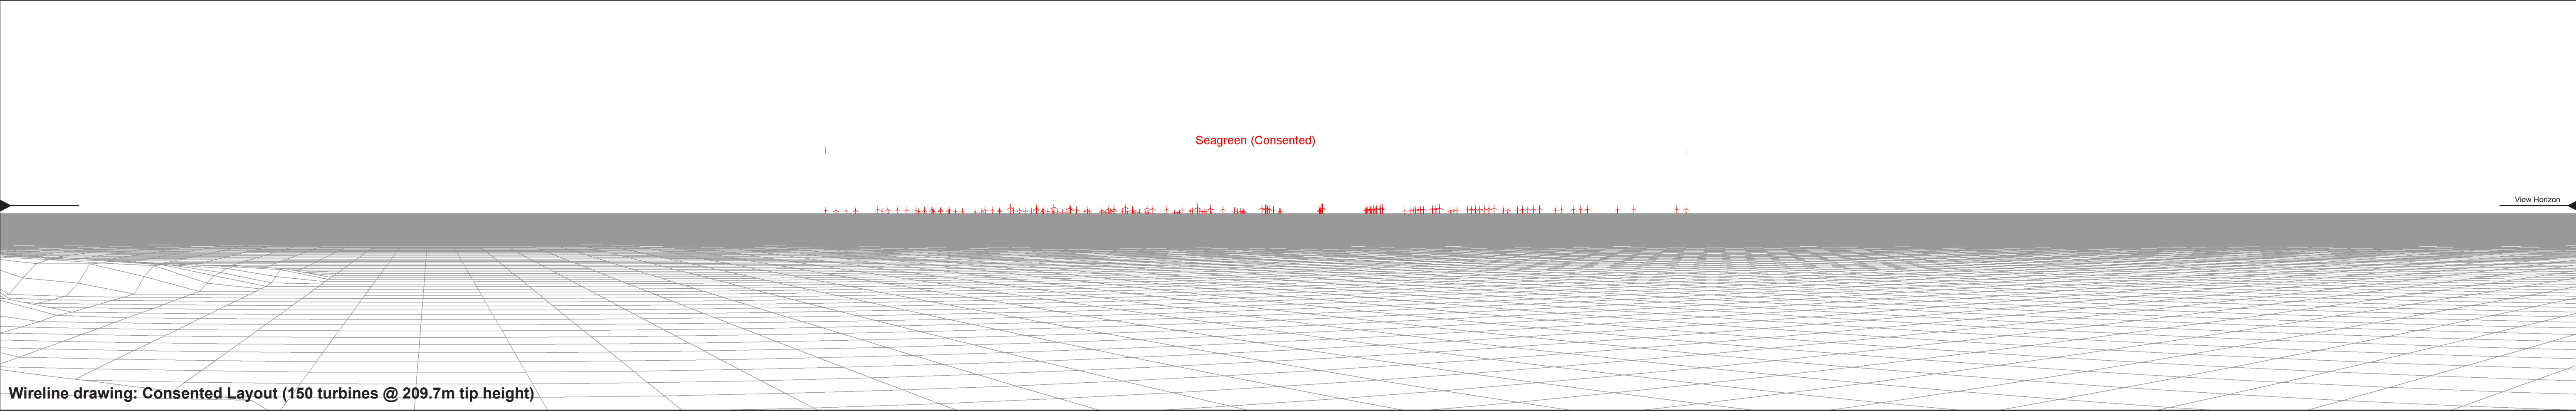 Seagreen (Consented)
View Horizon
Wireline drawing: Consented Layout (150 turbines @ 209.7m tip height)